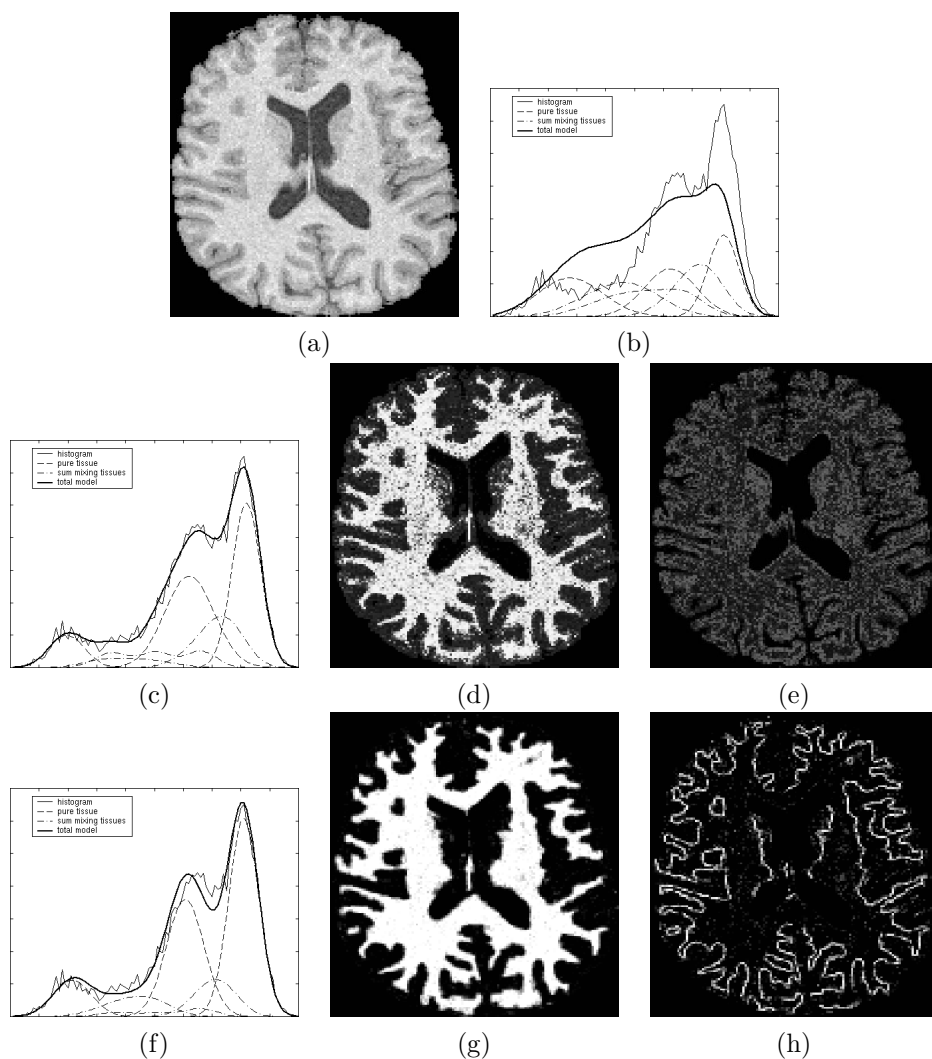 (a)
histogram
pure tissue
sum mixing tissues
total model
(b)
histogram
pure tissue
sum mixing tissues
total model
(c)
(d)
(e)
histogram
pure tissue
sum mixing tissues
total model
(f)
(g)
(h)